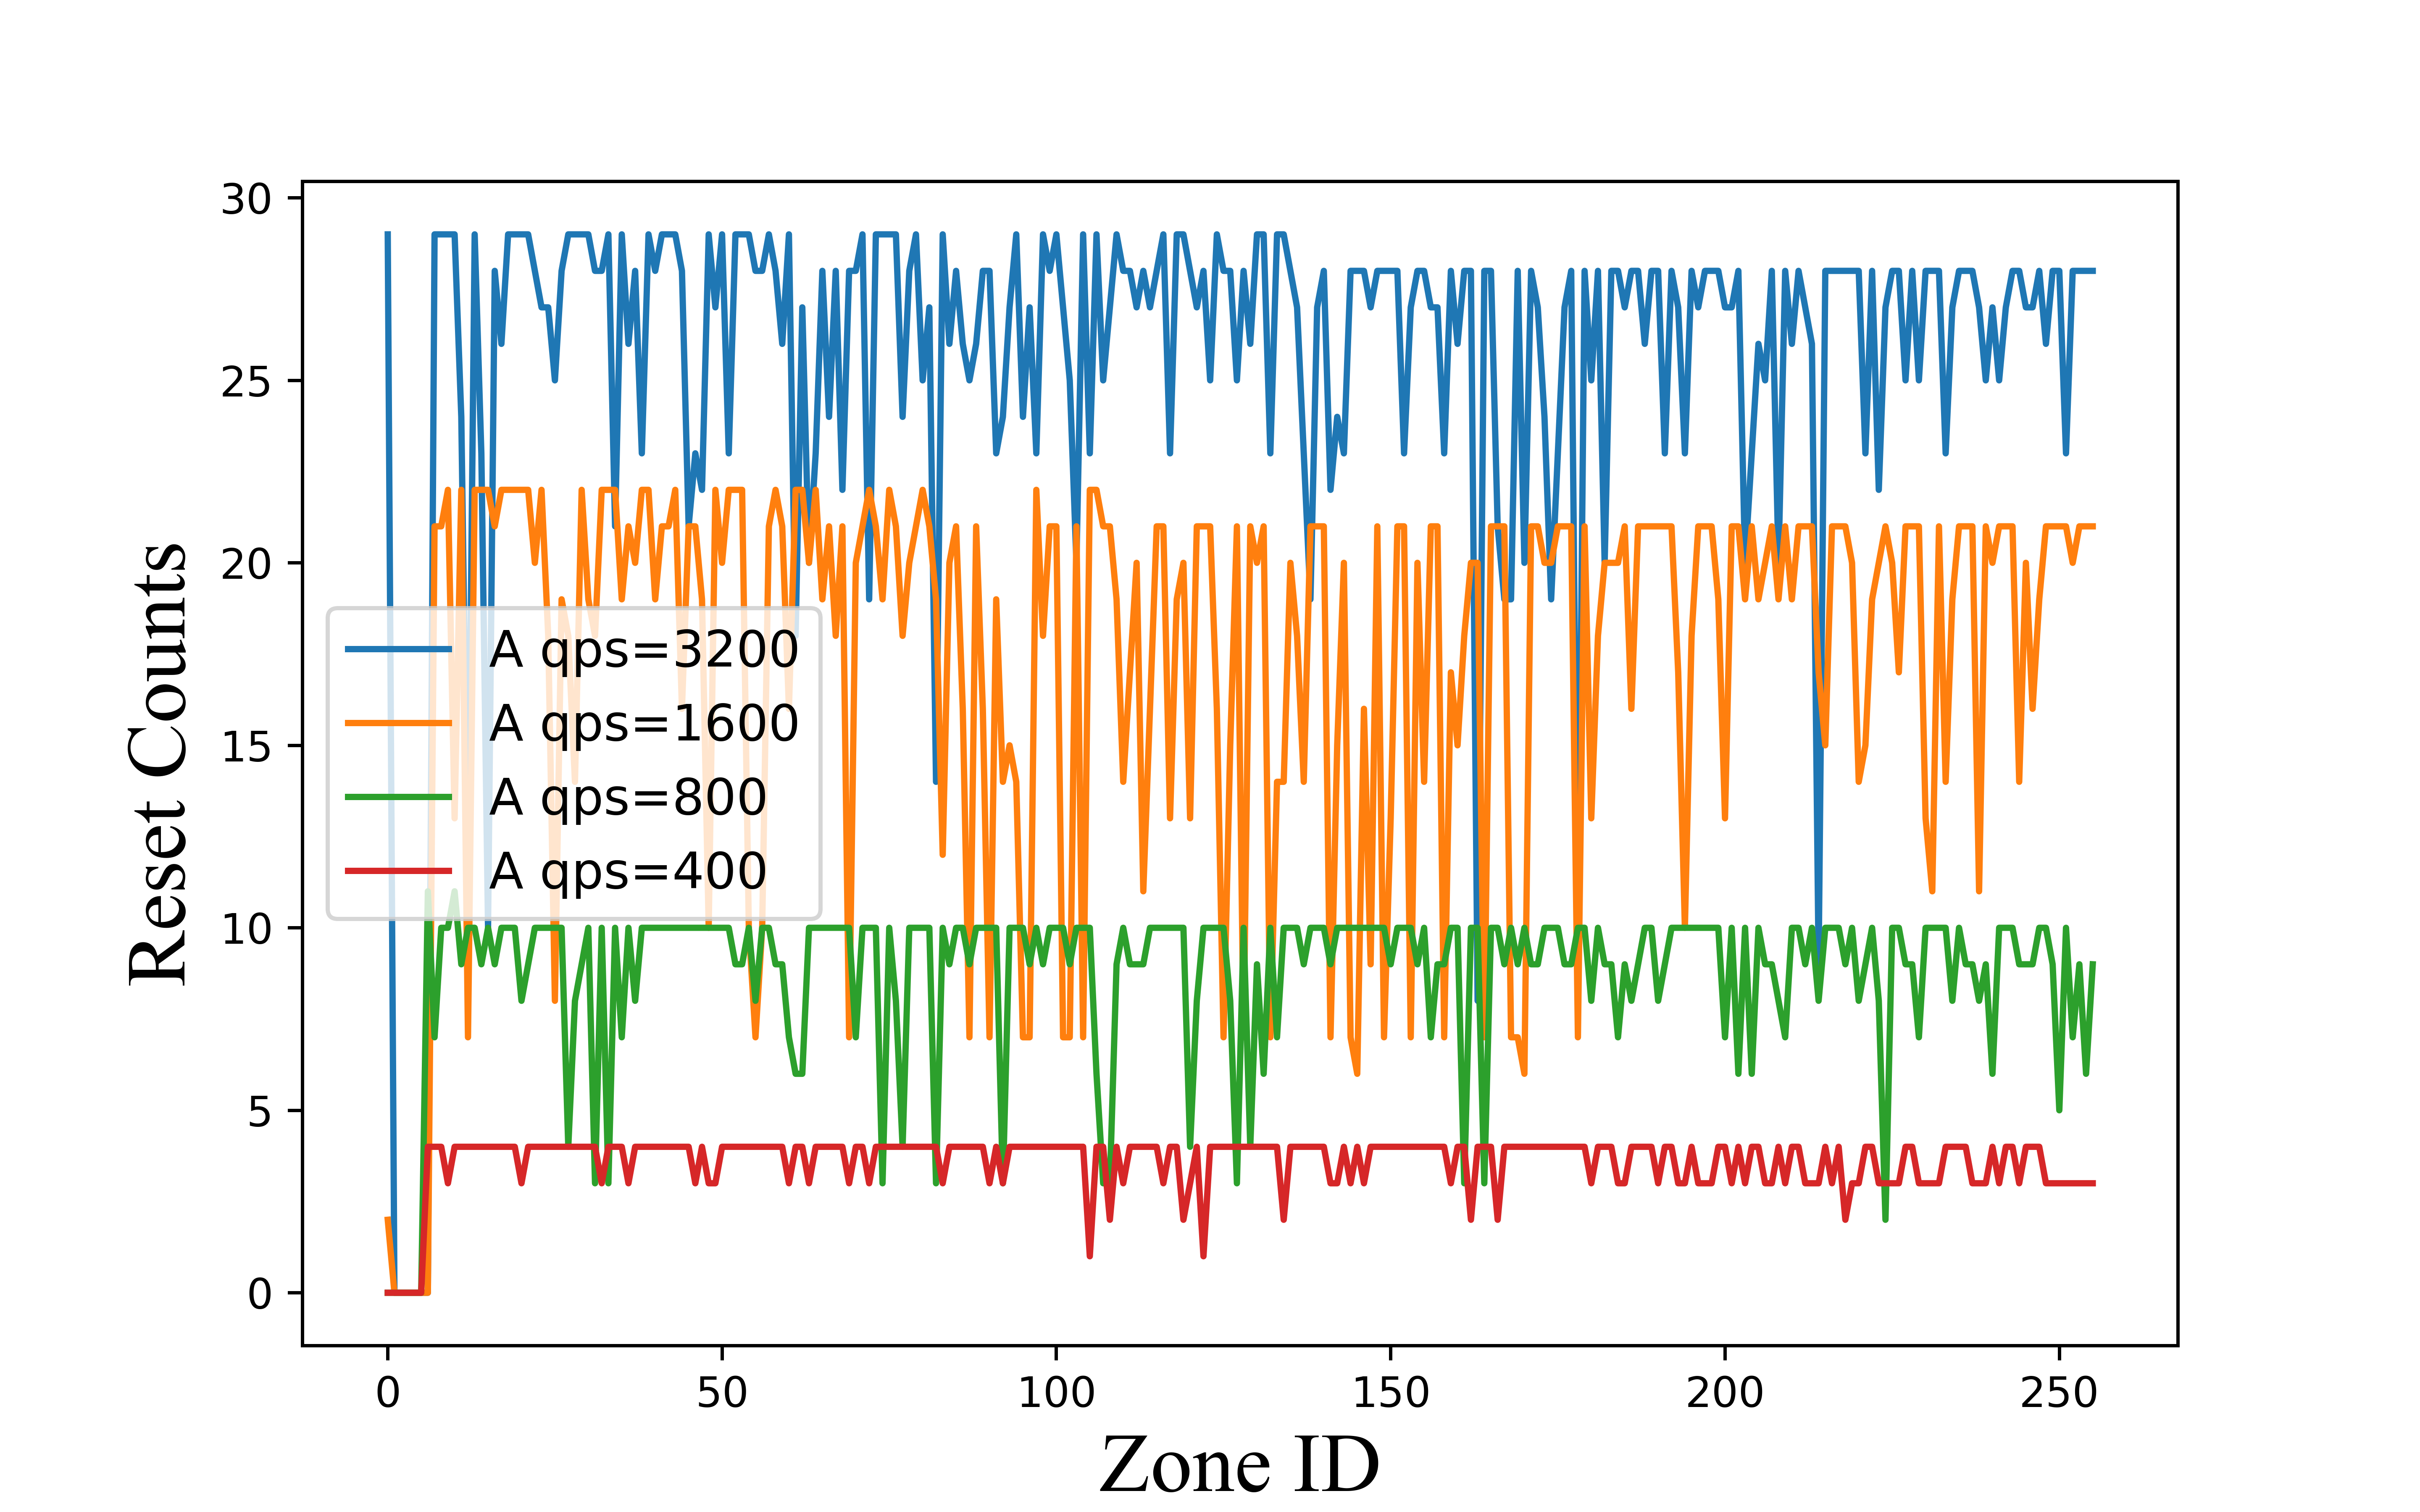 30
25
20
15
10
5
0
Reset Counts
A qps=3200
A qps=1600
A qps=800
A qps=400
0 50 100 150 200 250
Zone ID